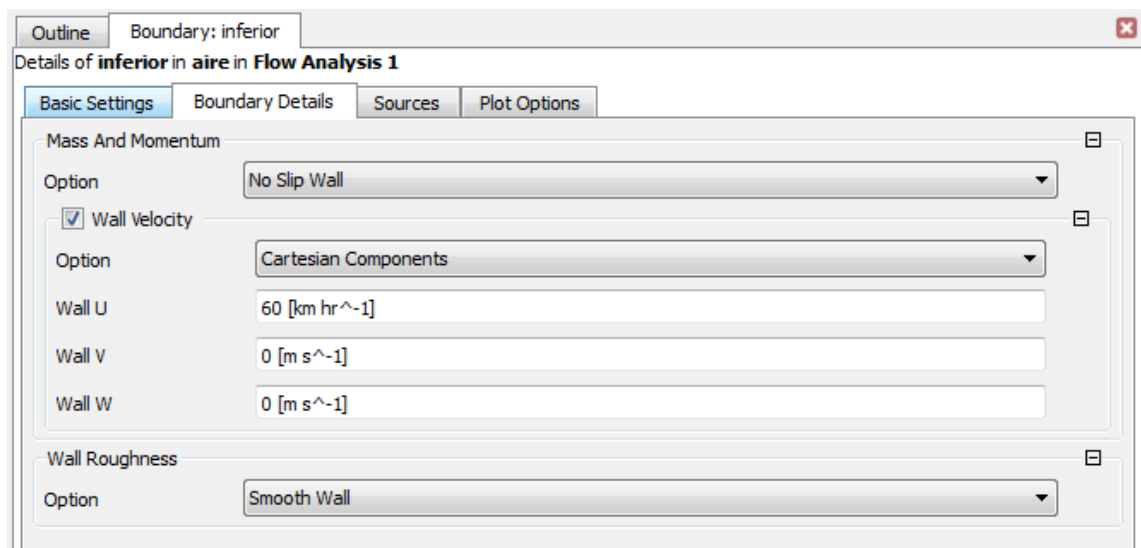 Outline Boundary: inferior
Details of inferior in aire in Flow Analysis 1
Basic Settings Boundary Details Sources Plot Options
Mass And Momentum
Option No Slip Wall
Wall Velocity
Option Cartesian Components
Wall U 60 [km hr^-1]
Wall V 0 [m s^-1]
Wall W 0 [m s^-1]
Wall Roughness
Option Smooth Wall